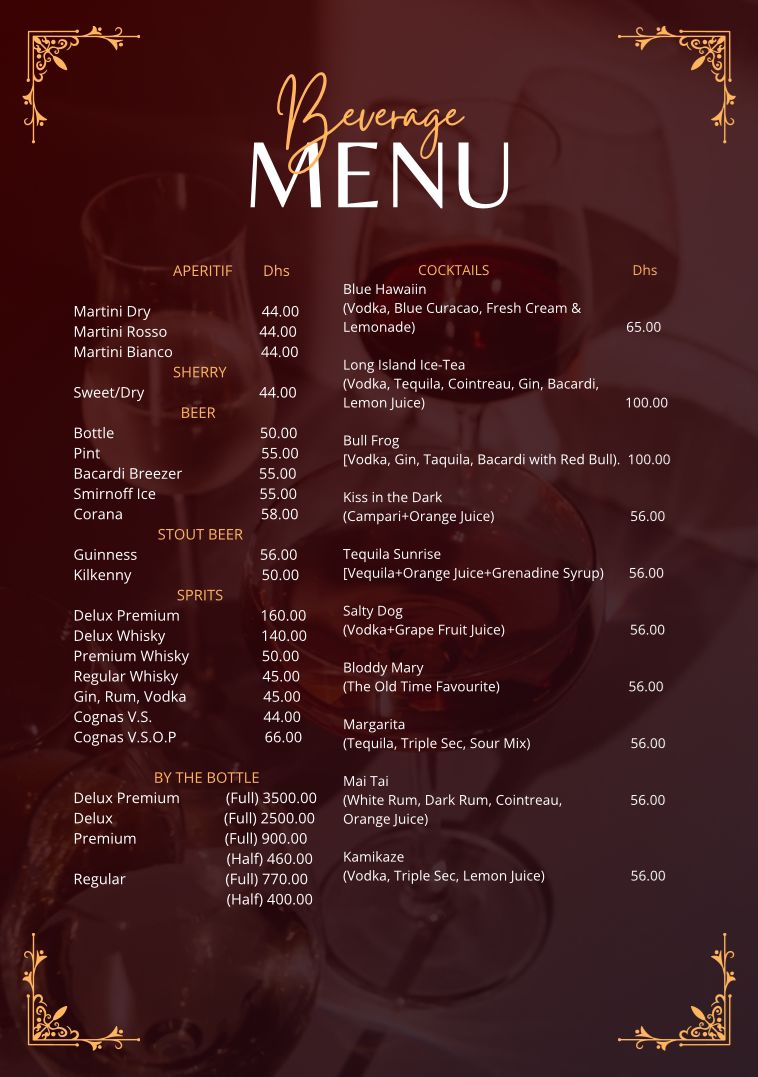 Beverage
MENU
APERITIF Dhs
Martini Dry 44.00
Martini Rosso 44.00
Martini Bianco 44.00
SHERRY
Sweet/Dry 44.00
BEER
Bottle 50.00
Pint 55.00
Bacardi Breezer 55.00
Smirnoff Ice 55.00
Corana 58.00
STOUT BEER
Guinness 56.00
Kilkenny 50.00
SPRITS
Delux Premium 160.00
Delux Whisky 140.00
Premium Whisky 50.00
Regular Whisky 45.00
Gin, Rum, Vodka 45.00
Cognas V.S. 44.00
Cognas V.S.O.P 66.00
BY THE BOTTLE
Delux Premium (Full) 3500.00
Delux (Full) 2500.00
Premium (Full) 900.00
(Half) 460.00
Regular (Full) 770.00
(Half) 400.00
COCKTAILS Dhs
Blue Hawaiin
(Vodka, Blue Curacao, Fresh Cream &
Lemonade) 65.00
Long Island Ice-Tea
(Vodka, Tequila, Cointreau, Gin, Bacardi,
Lemon Juice) 100.00
Bull Frog
[Vodka, Gin, Taquila, Bacardi with Red Bull). 100.00
Kiss in the Dark
(Campari+Orange Juice) 56.00
Tequila Sunrise
[Vequila+Orange Juice+Grenadine Syrup) 56.00
Salty Dog
(Vodka+Grape Fruit Juice) 56.00
Bloddy Mary
(The Old Time Favourite) 56.00
Margarita
(Tequila, Triple Sec, Sour Mix) 56.00
Mai Tai
(White Rum, Dark Rum, Cointreau, 56.00
Orange Juice)
Kamikaze
(Vodka, Triple Sec, Lemon Juice) 56.00